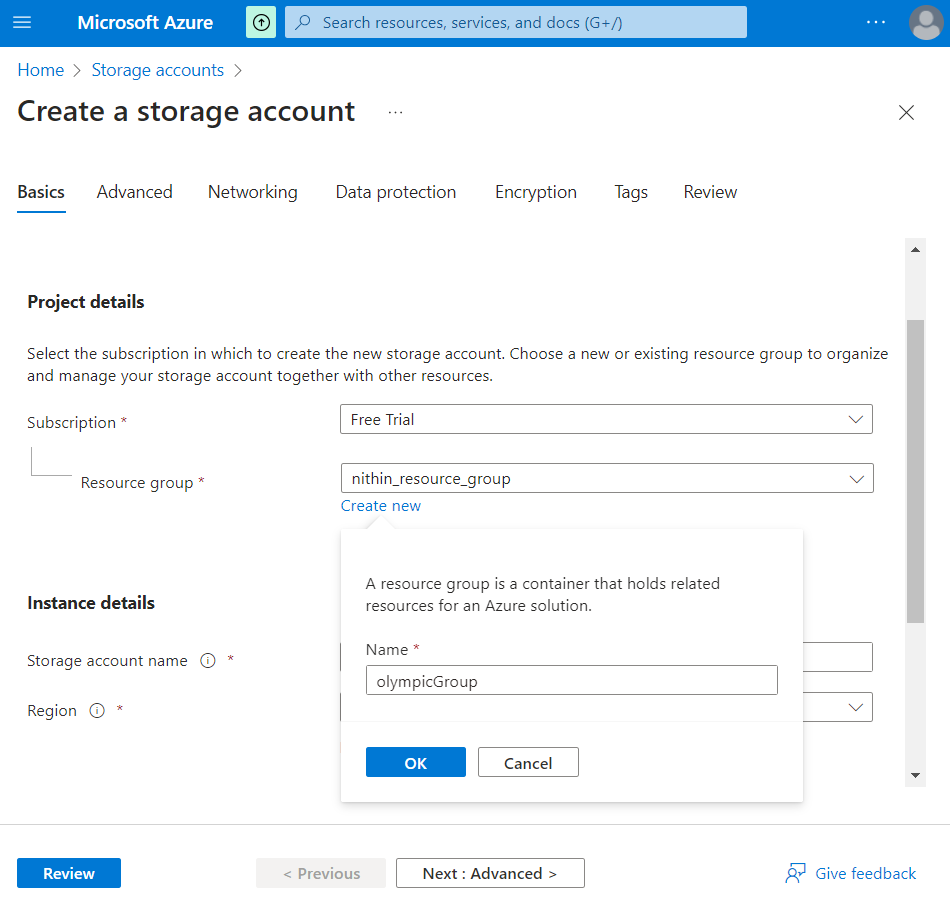 Microsoft Azure
Search resources, services, and docs (G+/)
Home > Storage accounts >
Create a storage account ...
Basics Advanced Networking Data protection Encryption Tags Review
Project details
Select the subscription in which to create the new storage account. Choose a new or existing resource group to organize
and manage your storage account together with other resources.
Subscription *
Free Trial
Resource group *
nithin_resource_group
Create new
A resource group is a container that holds related
resources for an Azure solution.
Name *
olympicGroup
OK Cancel
Instance details
Storage account name *
Region *
Review < Previous Next : Advanced > Give feedback